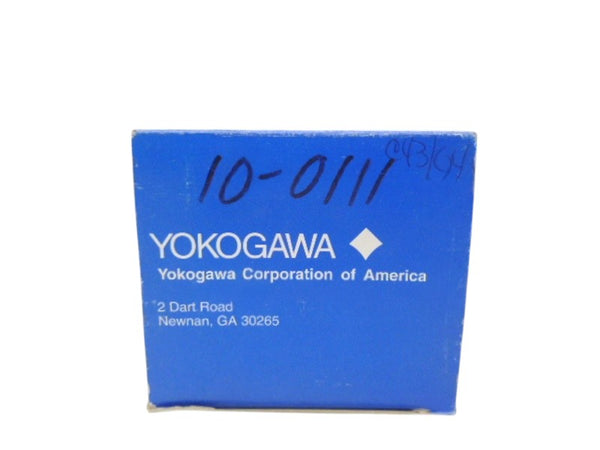 10-0111
YOKOGAWA
Yokogawa Corporation of America
2 Dart Road
Newnan, GA 30265